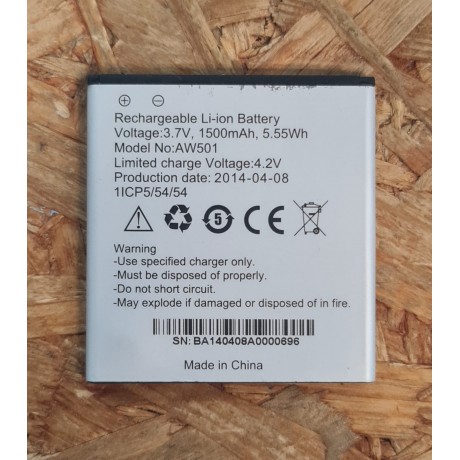 + -
Rechargeable Li-ion Battery
Voltage:3.7V, 1500mAh, 5.55Wh
Model No:AW501
Limited charge Voltage:4.2V
Production date: 2014-04-08
1ICP5/54/54
5 CE
Warning
-Use specified charger only.
-Must be disposed of properly.
-Do not short circuit.
-May explode if damaged or disposed of in fire.
SN: BA140408A0000696
Made in China